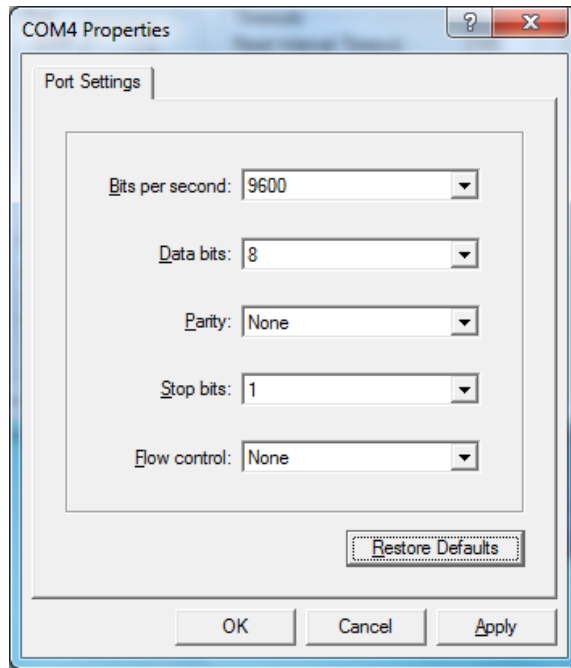 COM4 Properties
?
Port Settings
Bits per second: 9600
Data bits: 8
Parity: None
Stop bits: 1
Flow control: None
Restore Defaults
OK Cancel Apply